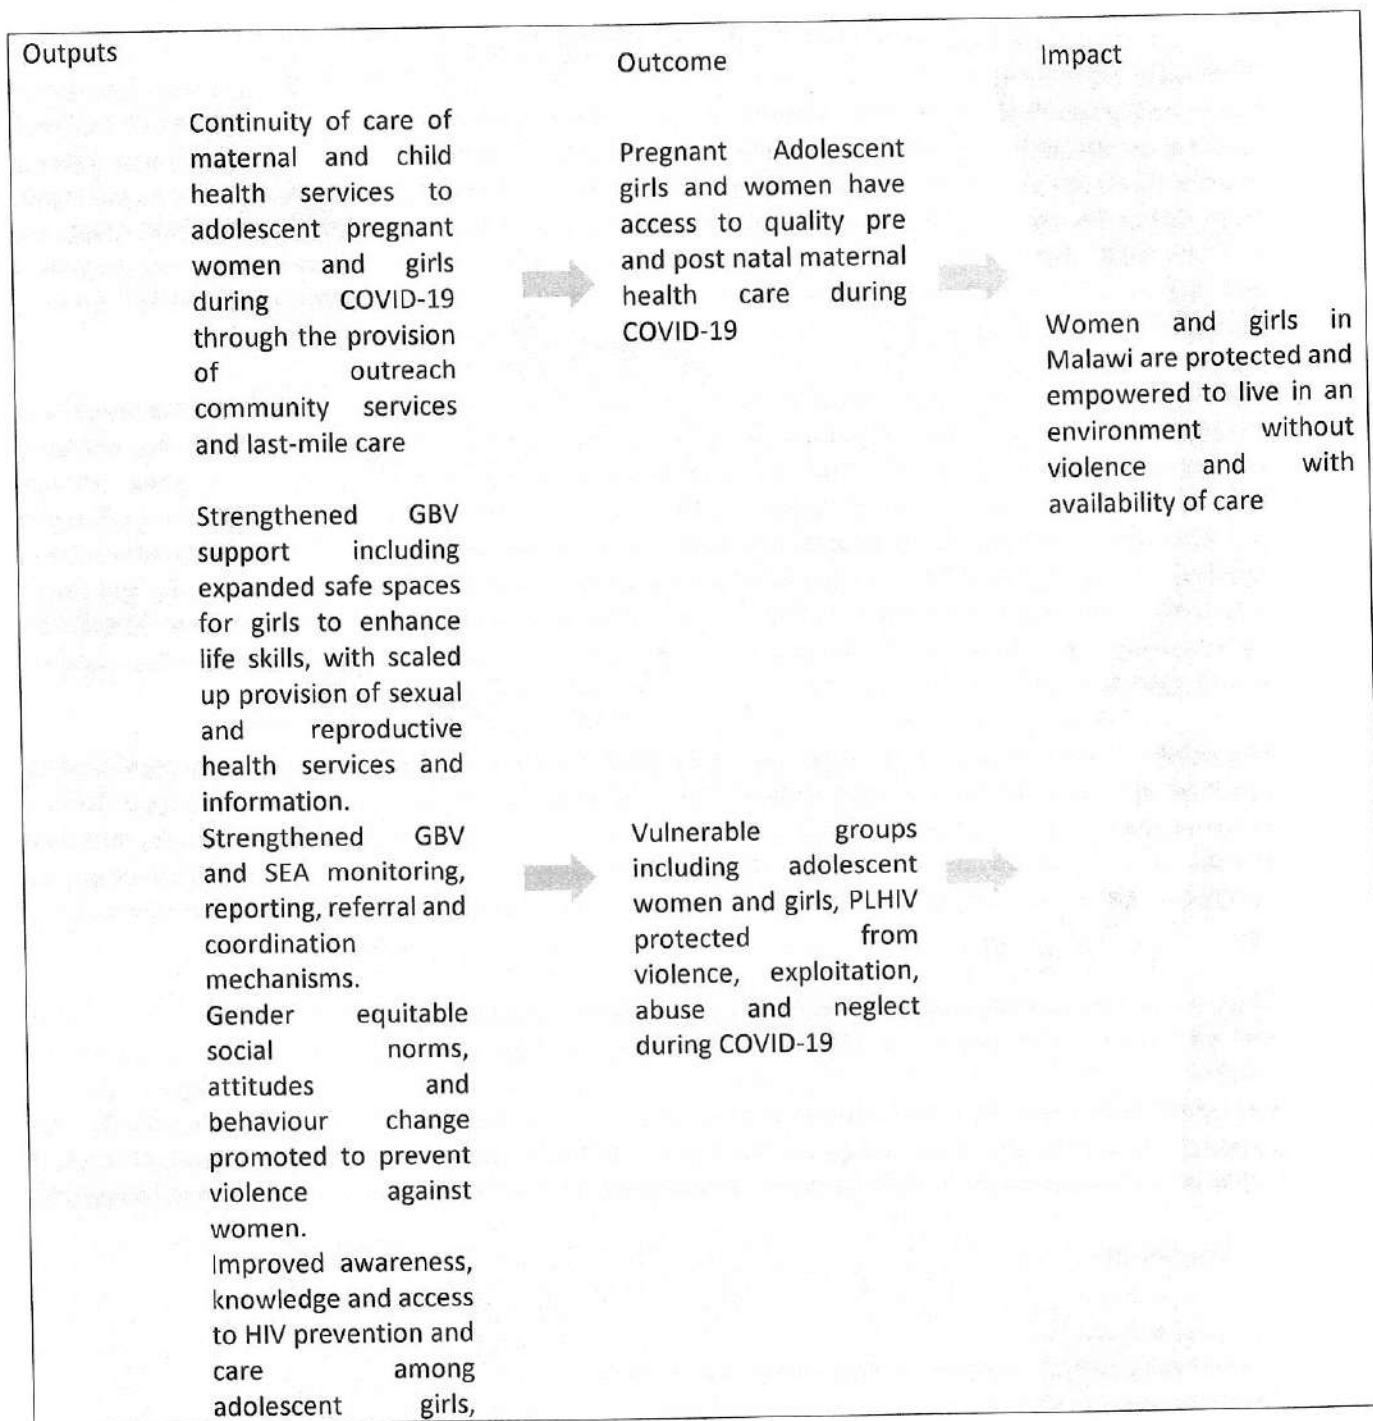 Outputs
Outcome
Impact
Continuity of care of
maternal and child
health services to
adolescent pregnant
women and girls
during COVID-19
through the provision
of outreach
community services
and last-mile care
Strengthened GBV
support including
expanded safe spaces
for girls to enhance
life skills, with scaled
up provision of sexual
and reproductive
health services and
information.
Strengthened GBV
and SEA monitoring,
reporting, referral and
coordination
mechanisms.
Gender equitable
social norms,
attitudes and
behaviour change
promoted to prevent
violence against
women.
Improved awareness,
knowledge and access
to HIV prevention and
care among
adolescent girls,
Pregnant Adolescent
girls and women have
access to quality pre
and post natal maternal
health care during
COVID-19
Vulnerable groups
including adolescent
women and girls, PLHIV
protected from
violence, exploitation,
abuse and neglect
during COVID-19
Women and girls in
Malawi are protected and
empowered to live in an
environment without
violence and with
availability of care